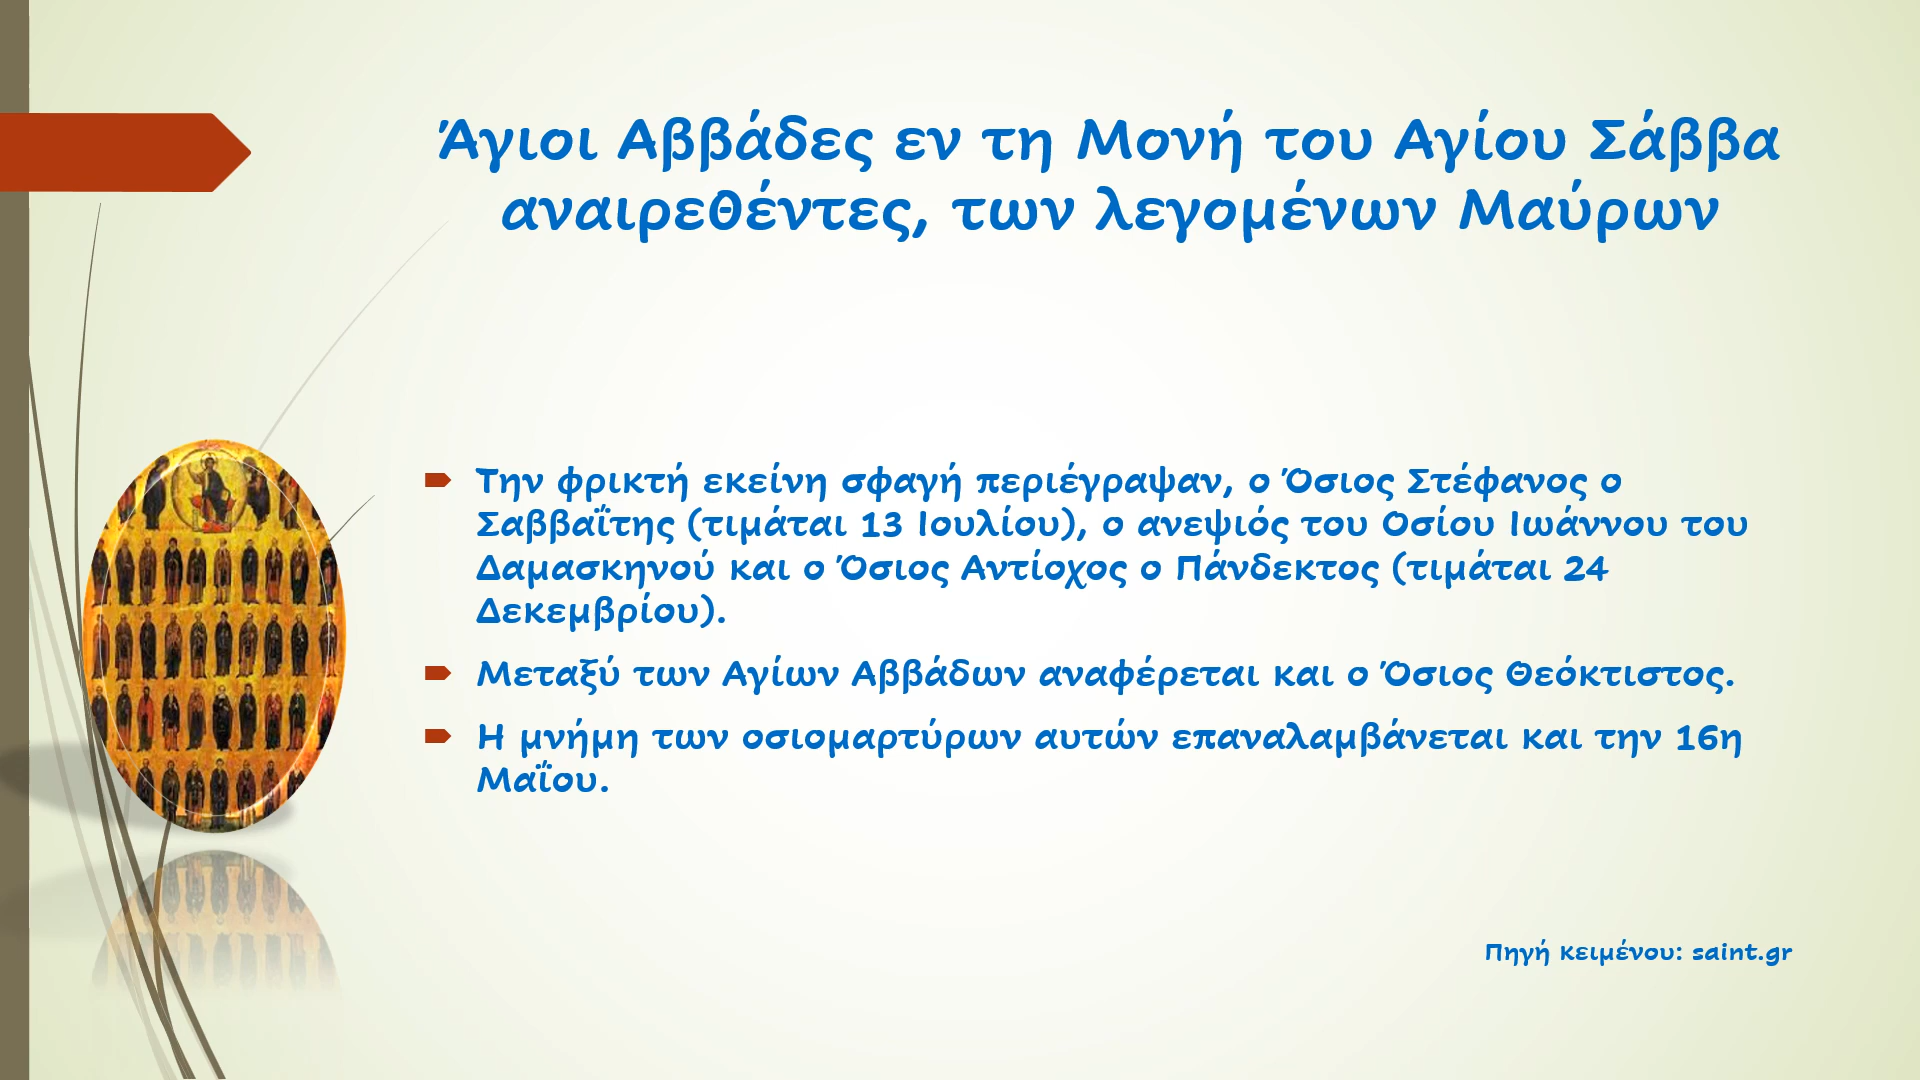 Άγιοι Αββάδες εν τη Μονή του Αγίου Σάββα
αναιρεθέντες, των λεγομένων Μαύρων
Την φρικτή εκείνη σφαγή περιέγραψαν, ο Όσιος Στέφανος ο
Σαββαΐτης (τιμάται 13 Ιουλίου), ο ανεψιός του Οσίου Ιωάννου του
Δαμασκηνού και ο Όσιος Αντίοχος ο Πάνδεκτος (τιμάται 24
Δεκεμβρίου).
Μεταξύ των Αγίων Αββάδων αναφέρεται και ο Όσιος Θεόκτιστος.
Η μνήμη των οσιομαρτύρων αυτών επαναλαμβάνεται και την 16η
Μαΐου.
Πηγή κειμένου: saint.gr